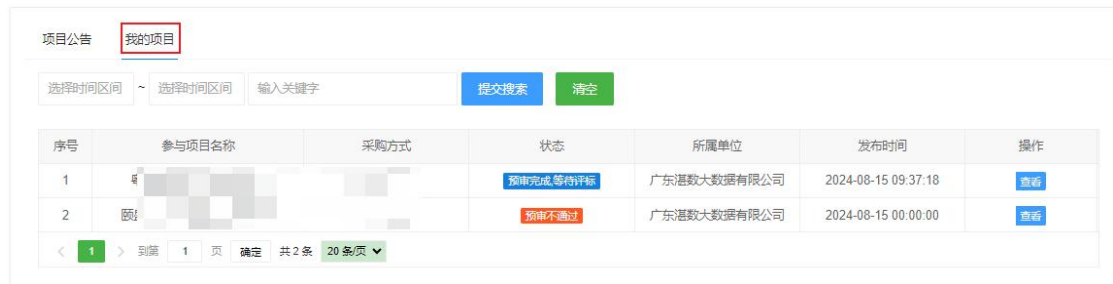 项目公告 我的项目
选择时间区间 ~ 选择时间区间 输入关键字 提交搜索 清空
序号 参与项目名称 采购方式 状态 所属单位 发布时间 操作
1 预审完成,等待评标 广东湛数大数据有限公司 2024-08-15 09:37:18 查看
2 颐 预审不通过 广东湛数大数据有限公司 2024-08-15 00:00:00 查看
< 1 > 到第 1 页 确定 共 2 条 20 条/页